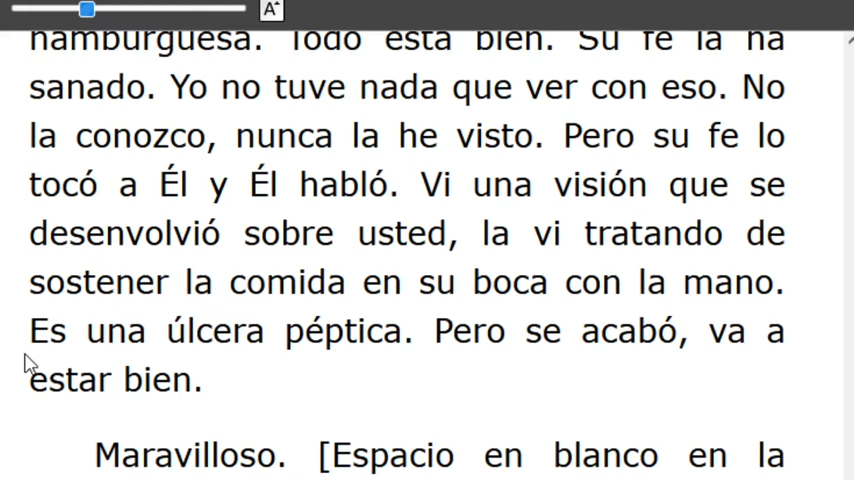 A
hamburguesa. Todo está bien. Su fe la ha
sanado. Yo no tuve nada que ver con eso. No
la conozco, nunca la he visto. Pero su fe lo
tocó a Él y Él habló. Vi una visión que se
desenvolvió sobre usted, la vi tratando de
sostener la comida en su boca con la mano.
Es una úlcera péptica. Pero se acabó, va a
estar bien.
Maravilloso. [Espacio en blanco en la